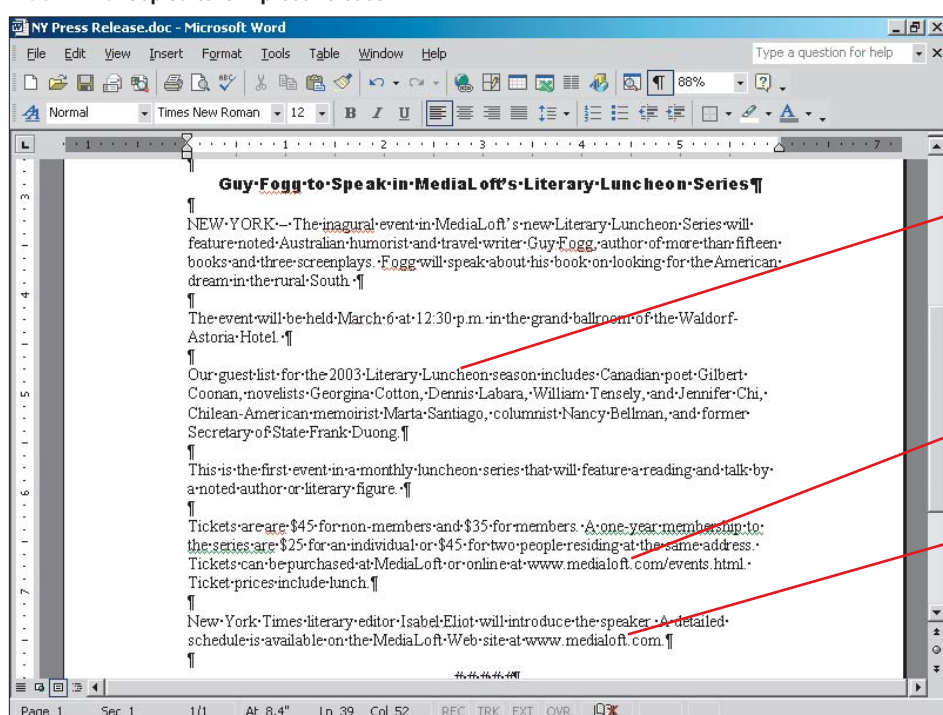 NY Press Release.doc - Microsoft Word
File Edit View Insert Format Tools Table Window Help Type a question for help
88%
Normal Times New Roman 12 B I U
1 1 2 3 4 5 7
Guy Fogg to Speak in MediaLoft's Literary Luncheon Series¶
¶
NEW YORK – The inagural event in MediaLoft's new Literary Luncheon Series will
feature noted Australian humorist and travel writer Guy Fogg, author of more than fifteen
books and three screenplays. Fogg will speak about his book on looking for the American
dream in the rural South. ¶
¶
The event will be held March 6 at 12:30 p.m. in the grand ballroom of the Waldorf-
Astoria Hotel. ¶
¶
Our guest list for the 2003 Literary Luncheon season includes Canadian poet Gilbert
Coonan, novelists Georgina Cotton, Dennis Labara, William Tensely, and Jennifer Chi,
Chilean-American memoirist Marta Santiago, columnist Nancy Bellman, and former
Secretary of State Frank Duong.¶
¶
This is the first event in a monthly luncheon series that will feature a reading and talk by
a noted author or literary figure. ¶
¶
Tickets are are $45 for non-members and $35 for members. A one-year membership to
the series are $25 for an individual or $45 for two people residing at the same address.
Tickets can be purchased at MediaLoft or online at www.medialoft.com/events.html.
Ticket prices include lunch.¶
¶
New York Times literary editor Isabel Eliot will introduce the speaker. A detailed
schedule is available on the MediaLoft Web site at www.medialoft.com.¶
¶
#####¶
Page 1 Sec 1 1/1 At 8.4" Ln 39 Col 52 REC TRK EXT OVR